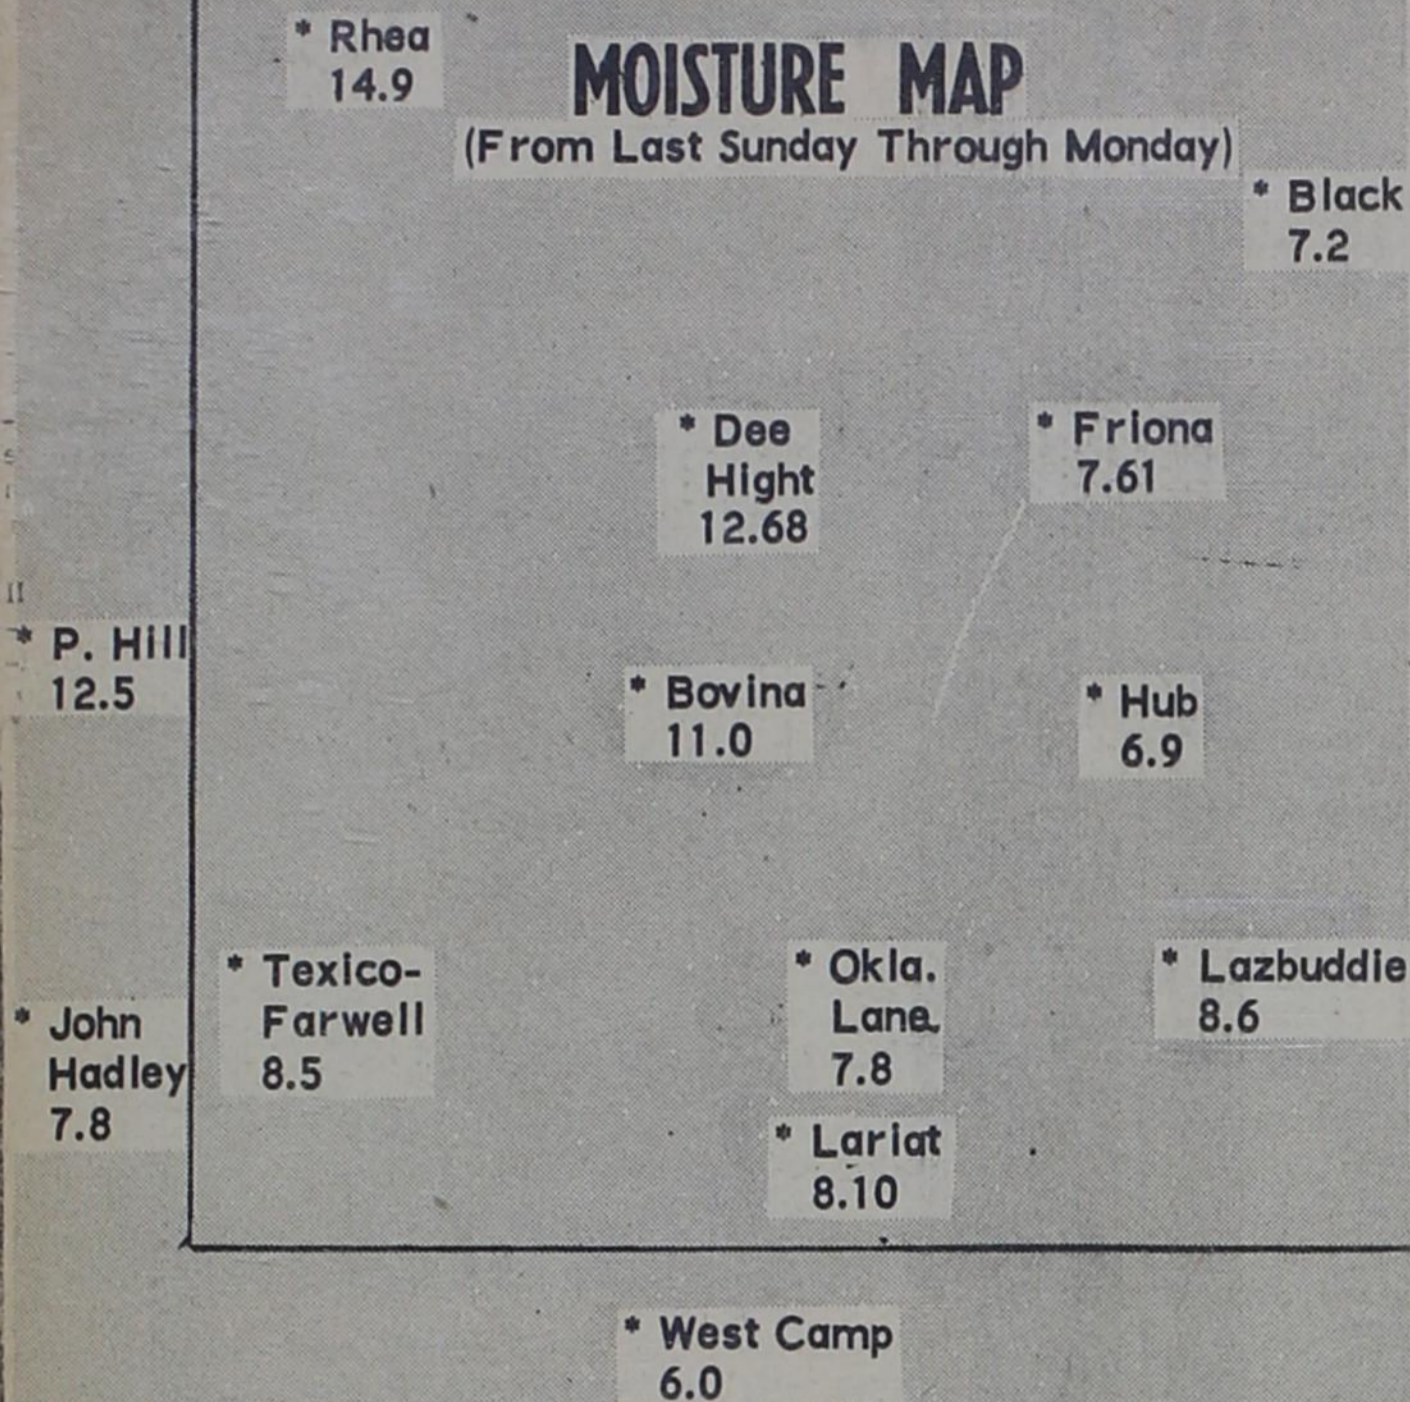 * Rhea
14.9
MOISTURE MAP
(From Last Sunday Through Monday)
* Black
7.2
* Dee
Hight
12.68
* Friona
7.61
* P. Hill
12.5
* Bovina
11.0
* Hub
6.9
* Texico-
Farwell
8.5
* John
Hadley
7.8
* Okla.
Lane
7.8
* Lazbuddie
8.6
* Lariat
8.10
* West Camp
6.0